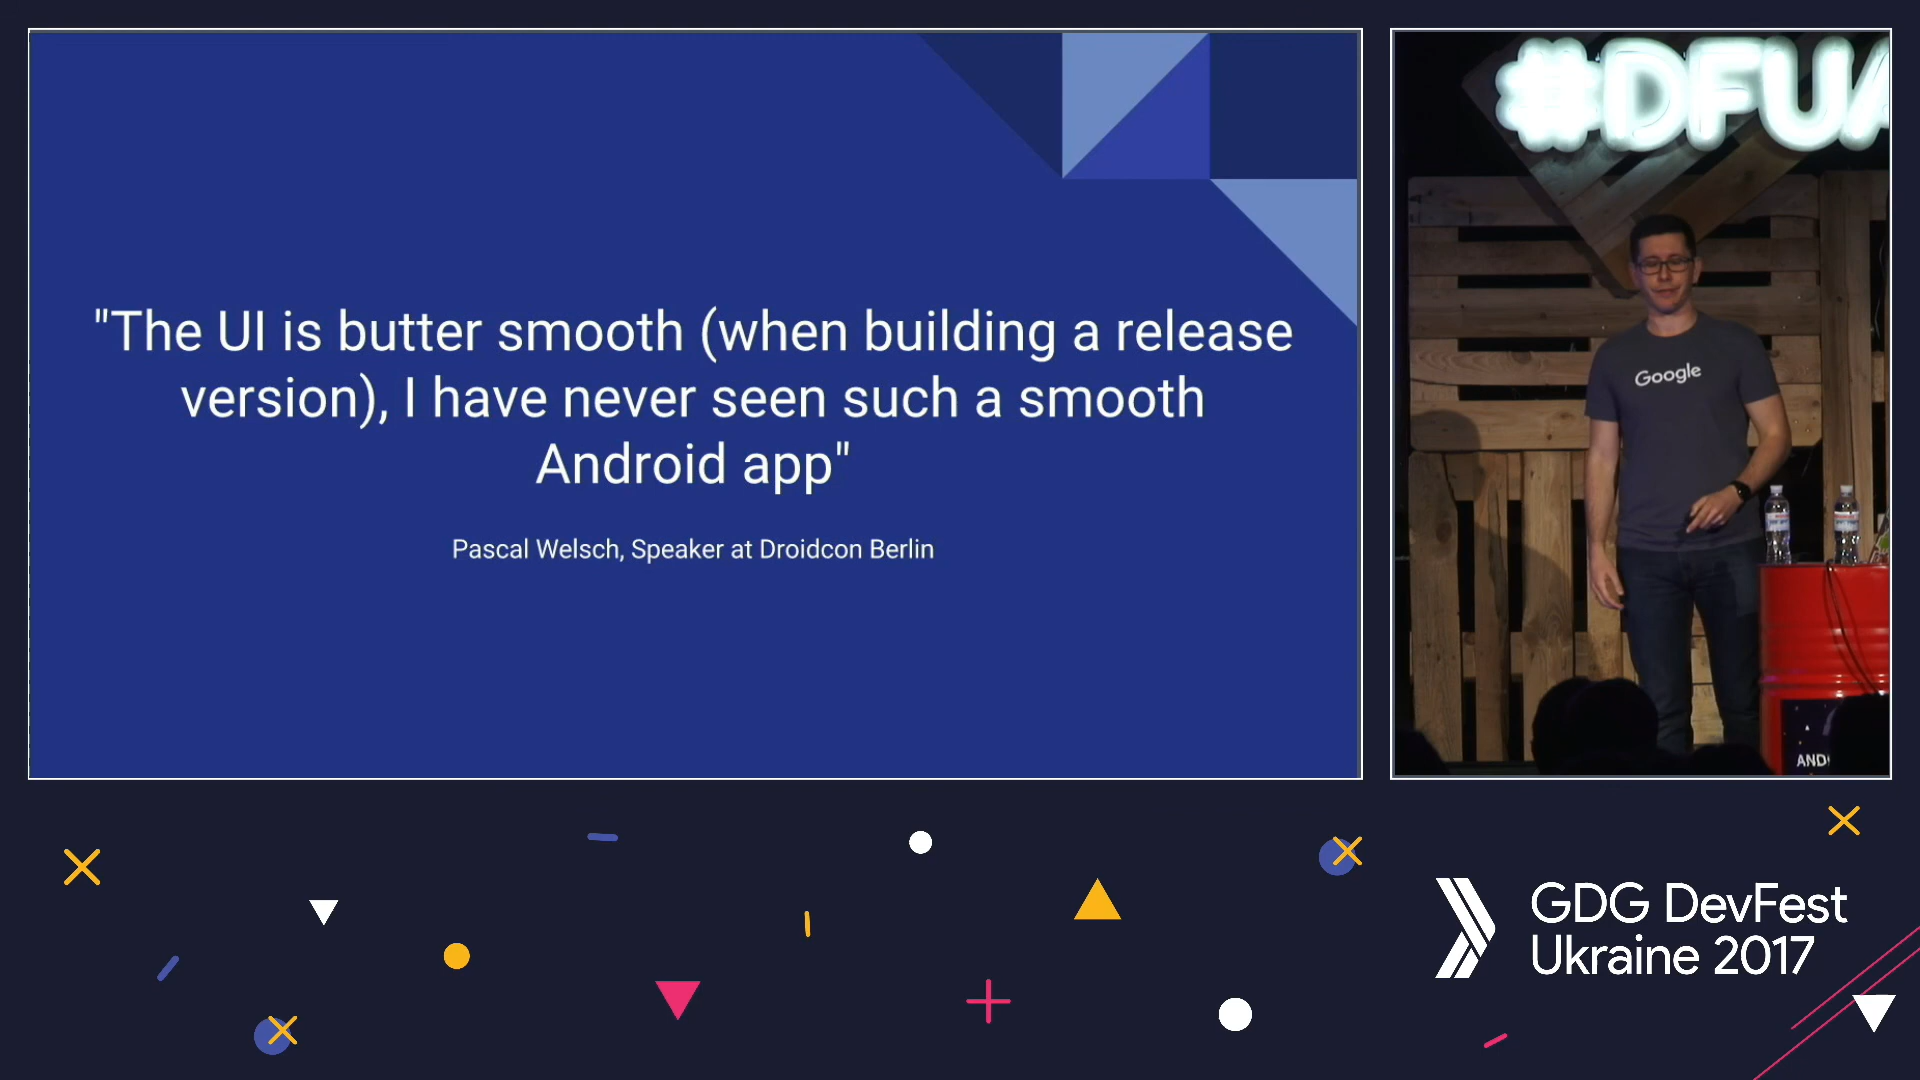 "The UI is butter smooth (when building a release
version), I have never seen such a smooth
Android app"
Pascal Welsch, Speaker at Droidcon Berlin
#DFUA
Google
GDG DevFest
Ukraine 2017